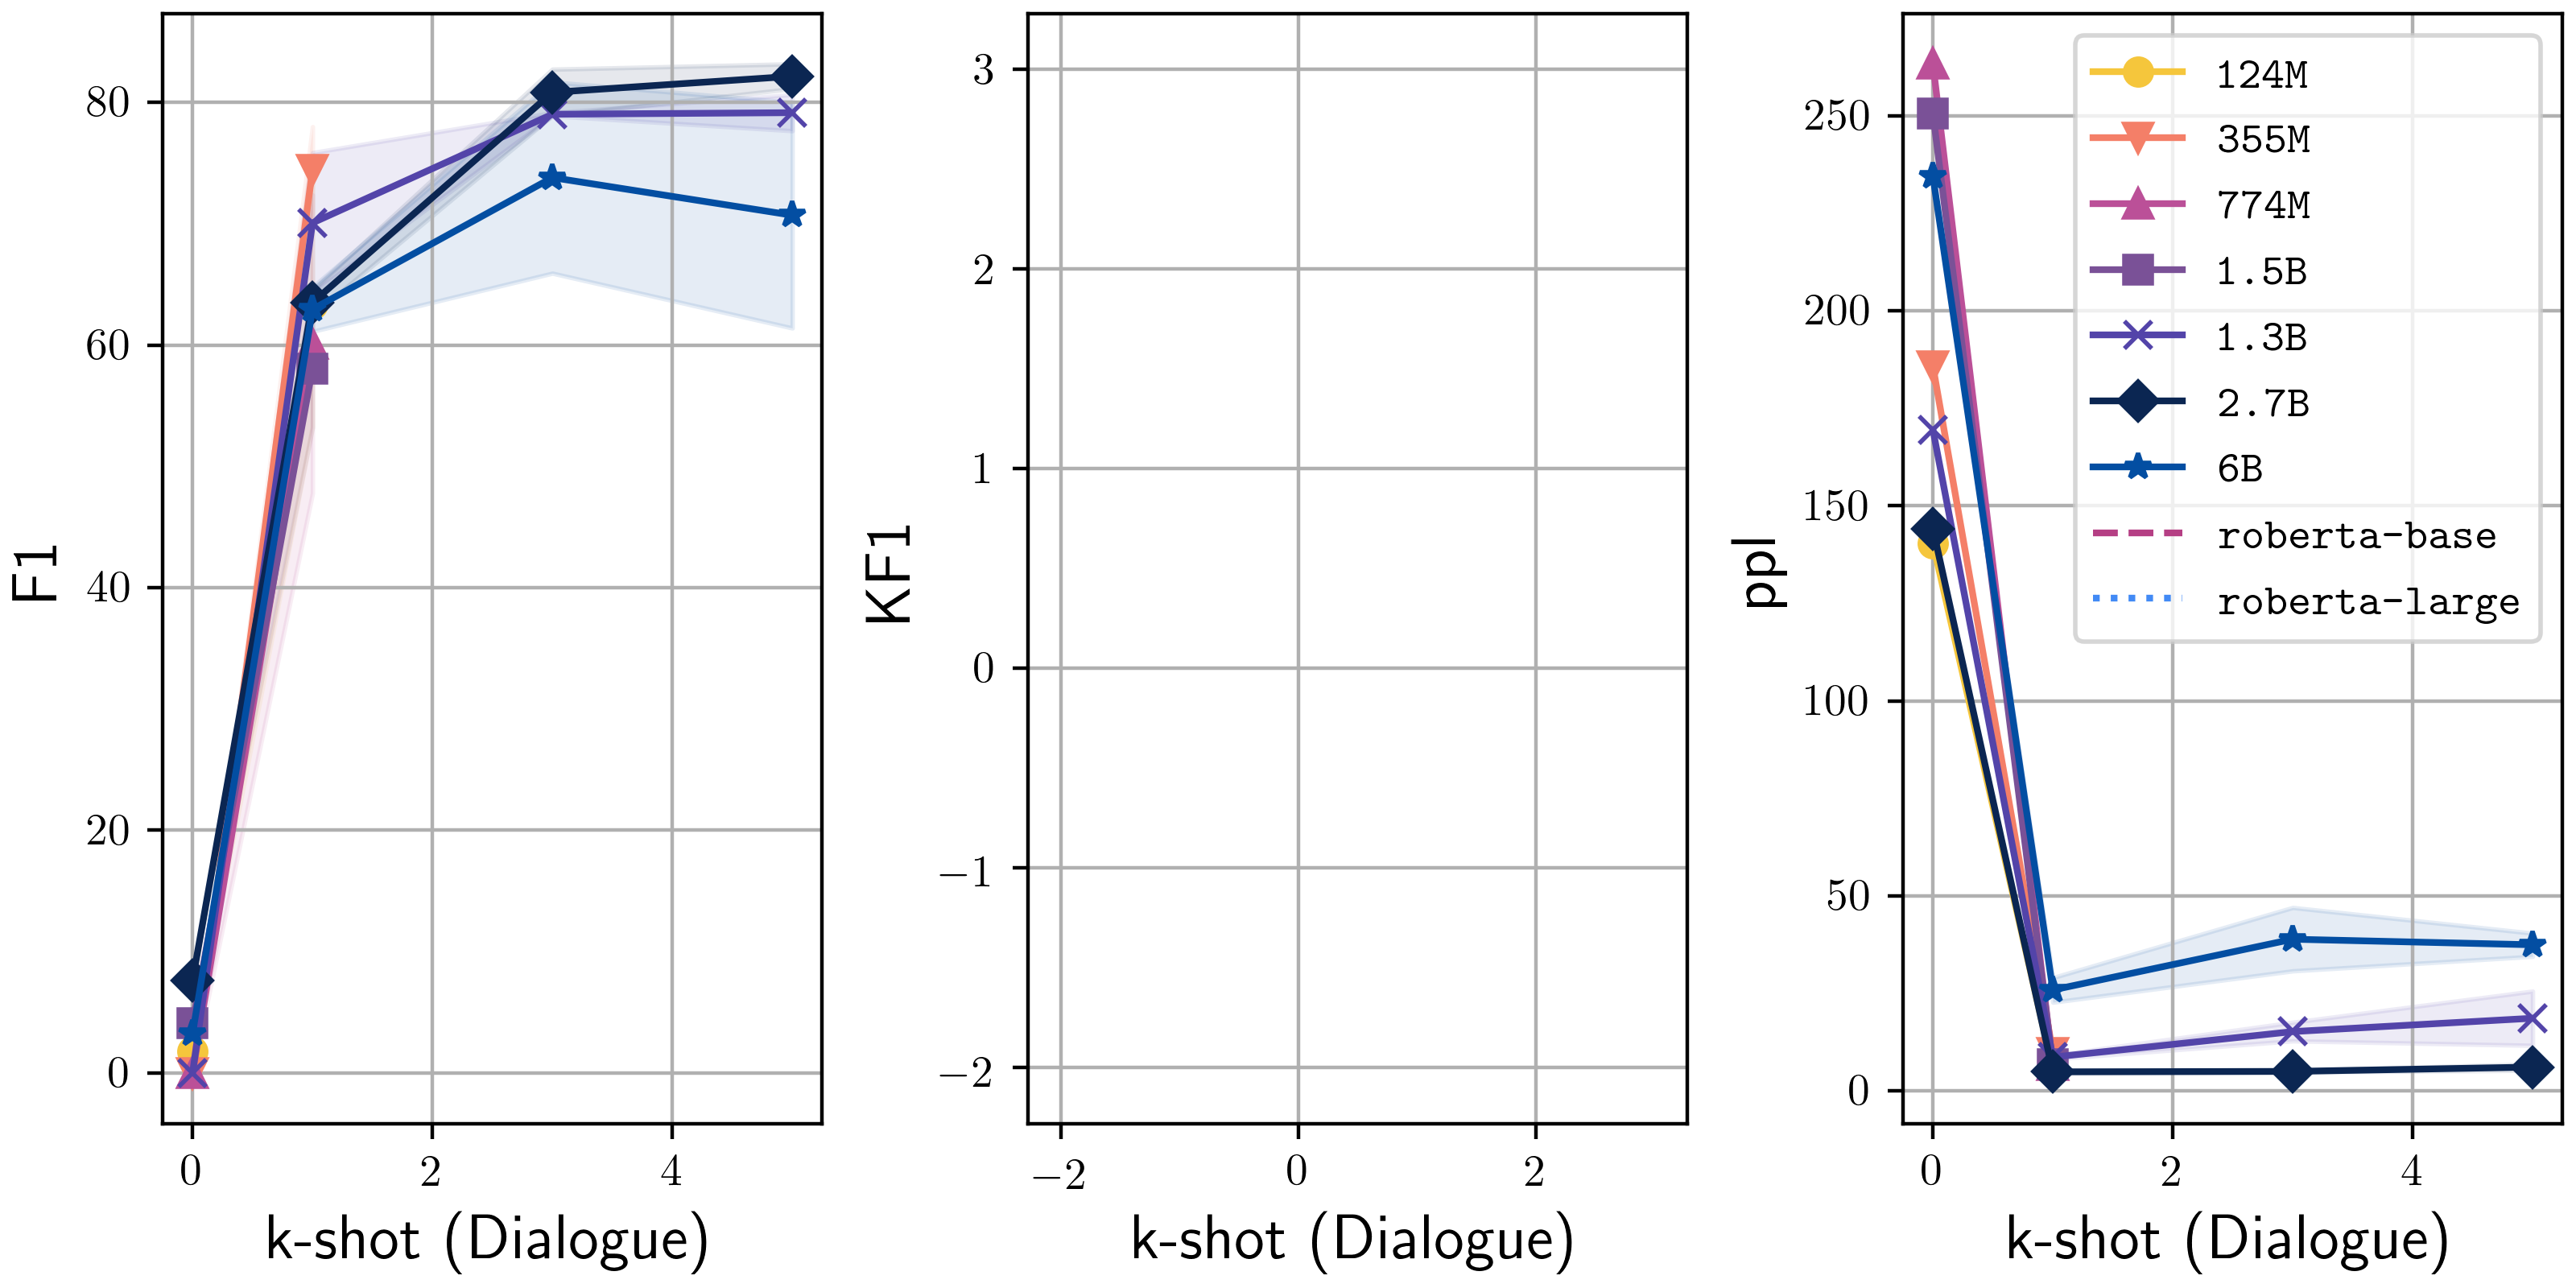 F1
80
60
40
20
0
0 2 4
k-shot (Dialogue)
KF1
3
2
1
0
−1
−2
−2 0 2
k-shot (Dialogue)
ppl
250
200
150
100
50
0
0 2 4
k-shot (Dialogue)
124M
355M
774M
1.5B
1.3B
2.7B
6B
roberta-base
roberta-large